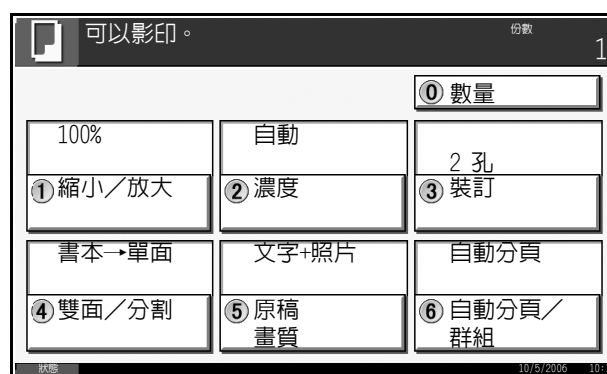 可以影印。
份數
1
0 數量
100%
1 縮小／放大
自動
2 濃度
2 孔
3 裝訂
書本→單面
4 雙面／分割
文字+照片
5 原稿
畫質
自動分頁
6 自動分頁／
群組
狀態
10/5/2006 10: